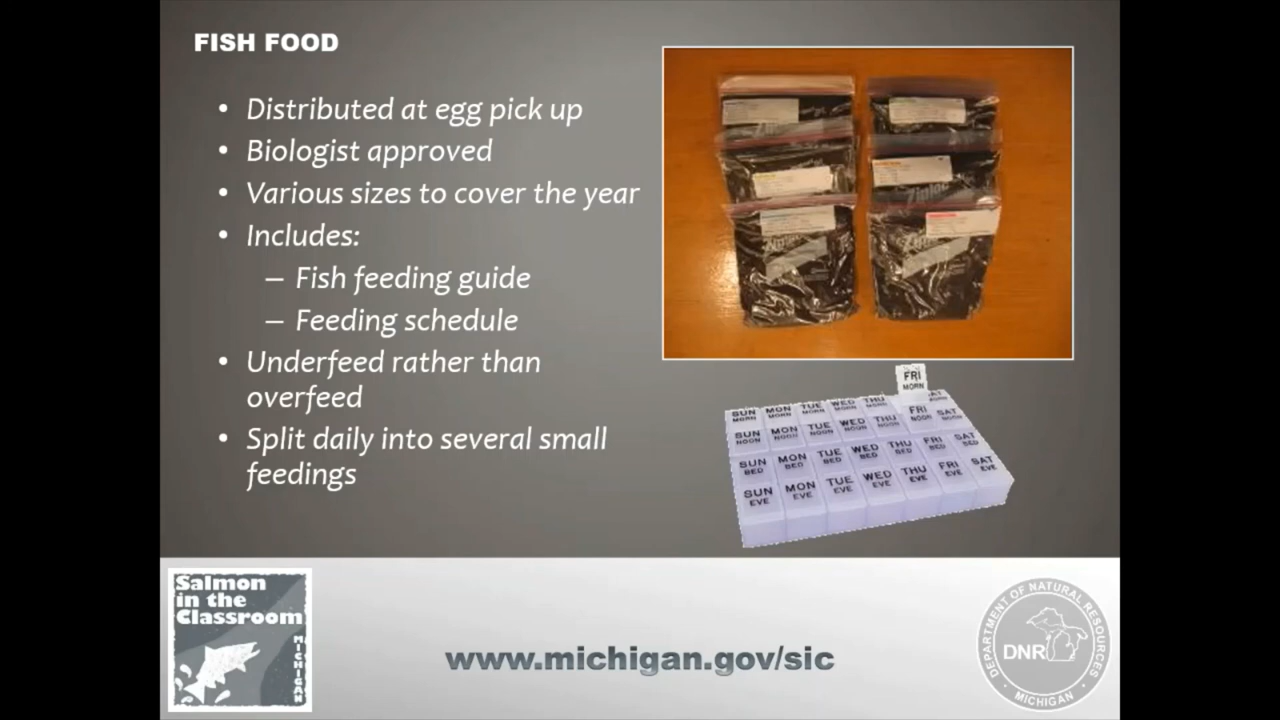 FISH FOOD
• Distributed at egg pick up
• Biologist approved
• Various sizes to cover the year
• Includes:
– Fish feeding guide
– Feeding schedule
• Underfeed rather than
overfeed
• Split daily into several small
feedings
Ziploc
Ziploc
Ziploc
FRI
MORN
SUN MORN MON MORN TUE MORN WED MORN THU MORN SAT MORN
SUN NOON MON NOON TUE NOON WED NOON THU NOON FRI NOON SAT NOON
SUN BED MON BED TUE BED WED BED THU BED FRI BED SAT BED
SUN EVE MON EVE TUE EVE WED EVE THU EVE FRI EVE SAT EVE
Salmon
in the
Classroom
MICHIGAN
www.michigan.gov/sic
DEPARTMENT OF NATURAL RESOURCES
DNR
• MICHIGAN •